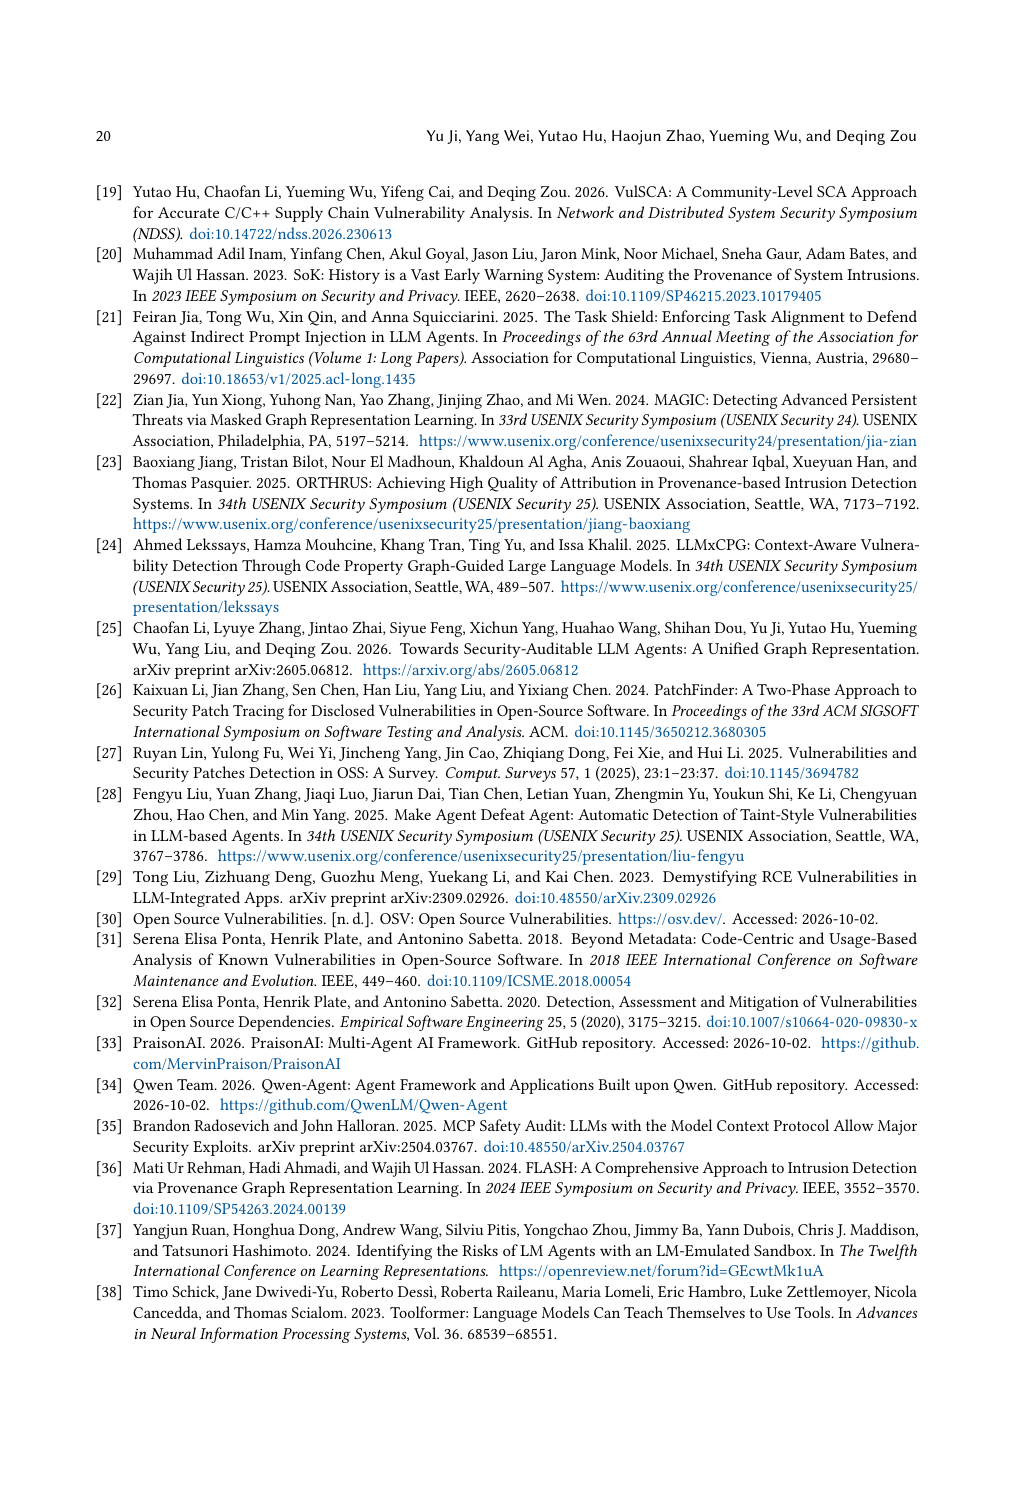 20
Yu Ji, Yang Wei, Yutao Hu, Haojun Zhao, Yueming Wu, and Deqing Zou
[19] Yutao Hu, Chaofan Li, Yueming Wu, Yifeng Cai, and Deqing Zou. 2026. VulSCA: A Community-Level SCA Approach
for Accurate C/C++ Supply Chain Vulnerability Analysis. In Network and Distributed System Security Symposium
(NDSS). doi:10.14722/ndss.2026.230613
[20] Muhammad Adil Inam, Yinfang Chen, Akul Goyal, Jason Liu, Jaron Mink, Noor Michael, Sneha Gaur, Adam Bates, and
Wajih Ul Hassan. 2023. SoK: History is a Vast Early Warning System: Auditing the Provenance of System Intrusions.
In 2023 IEEE Symposium on Security and Privacy. IEEE, 2620–2638. doi:10.1109/SP46215.2023.10179405
[21] Feiran Jia, Tong Wu, Xin Qin, and Anna Squicciarini. 2025. The Task Shield: Enforcing Task Alignment to Defend
Against Indirect Prompt Injection in LLM Agents. In Proceedings of the 63rd Annual Meeting of the Association for
Computational Linguistics (Volume 1: Long Papers). Association for Computational Linguistics, Vienna, Austria, 29680–
29697. doi:10.18653/v1/2025.acl-long.1435
[22] Zian Jia, Yun Xiong, Yuhong Nan, Yao Zhang, Jinjing Zhao, and Mi Wen. 2024. MAGIC: Detecting Advanced Persistent
Threats via Masked Graph Representation Learning. In 33rd USENIX Security Symposium (USENIX Security 24). USENIX
Association, Philadelphia, PA, 5197–5214. https://www.usenix.org/conference/usenixsecurity24/presentation/jia-zian
[23] Baoxiang Jiang, Tristan Bilot, Nour El Madhoun, Khaldoun Al Agha, Anis Zouaoui, Shahrear Iqbal, Xueyuan Han, and
Thomas Pasquier. 2025. ORTHRUS: Achieving High Quality of Attribution in Provenance-based Intrusion Detection
Systems. In 34th USENIX Security Symposium (USENIX Security 25). USENIX Association, Seattle, WA, 7173–7192.
https://www.usenix.org/conference/usenixsecurity25/presentation/jiang-baoxiang
[24] Ahmed Lekssays, Hamza Mouhcine, Khang Tran, Ting Yu, and Issa Khalil. 2025. LLMxCPG: Context-Aware Vulnera-
bility Detection Through Code Property Graph-Guided Large Language Models. In 34th USENIX Security Symposium
(USENIX Security 25). USENIX Association, Seattle, WA, 489–507. https://www.usenix.org/conference/usenixsecurity25/
presentation/lekssays
[25] Chaofan Li, Lyuye Zhang, Jintao Zhai, Siyue Feng, Xichun Yang, Huahao Wang, Shihan Dou, Yu Ji, Yutao Hu, Yueming
Wu, Yang Liu, and Deqing Zou. 2026. Towards Security-Auditable LLM Agents: A Unified Graph Representation.
arXiv preprint arXiv:2605.06812. https://arxiv.org/abs/2605.06812
[26] Kaixuan Li, Jian Zhang, Sen Chen, Han Liu, Yang Liu, and Yixiang Chen. 2024. PatchFinder: A Two-Phase Approach to
Security Patch Tracing for Disclosed Vulnerabilities in Open-Source Software. In Proceedings of the 33rd ACM SIGSOFT
International Symposium on Software Testing and Analysis. ACM. doi:10.1145/3650212.3680305
[27] Ruyan Lin, Yulong Fu, Wei Yi, Jincheng Yang, Jin Cao, Zhiqiang Dong, Fei Xie, and Hui Li. 2025. Vulnerabilities and
Security Patches Detection in OSS: A Survey. Comput. Surveys 57, 1 (2025), 23:1–23:37. doi:10.1145/3694782
[28] Fengyu Liu, Yuan Zhang, Jiaqi Luo, Jiarun Dai, Tian Chen, Letian Yuan, Zhengmin Yu, Youkun Shi, Ke Li, Chengyuan
Zhou, Hao Chen, and Min Yang. 2025. Make Agent Defeat Agent: Automatic Detection of Taint-Style Vulnerabilities
in LLM-based Agents. In 34th USENIX Security Symposium (USENIX Security 25). USENIX Association, Seattle, WA,
3767–3786. https://www.usenix.org/conference/usenixsecurity25/presentation/liu-fengyu
[29] Tong Liu, Zizhuang Deng, Guozhu Meng, Yuekang Li, and Kai Chen. 2023. Demystifying RCE Vulnerabilities in
LLM-Integrated Apps. arXiv preprint arXiv:2309.02926. doi:10.48550/arXiv.2309.02926
[30] Open Source Vulnerabilities. [n. d.]. OSV: Open Source Vulnerabilities. https://osv.dev/. Accessed: 2026-10-02.
[31] Serena Elisa Ponta, Henrik Plate, and Antonino Sabetta. 2018. Beyond Metadata: Code-Centric and Usage-Based
Analysis of Known Vulnerabilities in Open-Source Software. In 2018 IEEE International Conference on Software
Maintenance and Evolution. IEEE, 449–460. doi:10.1109/ICSME.2018.00054
[32] Serena Elisa Ponta, Henrik Plate, and Antonino Sabetta. 2020. Detection, Assessment and Mitigation of Vulnerabilities
in Open Source Dependencies. Empirical Software Engineering 25, 5 (2020), 3175–3215. doi:10.1007/s10664-020-09830-x
[33] PraisonAI. 2026. PraisonAI: Multi-Agent AI Framework. GitHub repository. Accessed: 2026-10-02. https://github.
com/MervinPraison/PraisonAI
[34] Qwen Team. 2026. Qwen-Agent: Agent Framework and Applications Built upon Qwen. GitHub repository. Accessed:
2026-10-02. https://github.com/QwenLM/Qwen-Agent
[35] Brandon Radosevich and John Halloran. 2025. MCP Safety Audit: LLMs with the Model Context Protocol Allow Major
Security Exploits. arXiv preprint arXiv:2504.03767. doi:10.48550/arXiv.2504.03767
[36] Mati Ur Rehman, Hadi Ahmadi, and Wajih Ul Hassan. 2024. FLASH: A Comprehensive Approach to Intrusion Detection
via Provenance Graph Representation Learning. In 2024 IEEE Symposium on Security and Privacy. IEEE, 3552–3570.
doi:10.1109/SP54263.2024.00139
[37] Yangjun Ruan, Honghua Dong, Andrew Wang, Silviu Pitis, Yongchao Zhou, Jimmy Ba, Yann Dubois, Chris J. Maddison,
and Tatsunori Hashimoto. 2024. Identifying the Risks of LM Agents with an LM-Emulated Sandbox. In The Twelfth
International Conference on Learning Representations. https://openreview.net/forum?id=GEcwtMk1uA
[38] Timo Schick, Jane Dwivedi-Yu, Roberto Dessì, Roberta Raileanu, Maria Lomeli, Eric Hambro, Luke Zettlemoyer, Nicola
Cancedda, and Thomas Scialom. 2023. Toolformer: Language Models Can Teach Themselves to Use Tools. In Advances
in Neural Information Processing Systems, Vol. 36. 68539–68551.